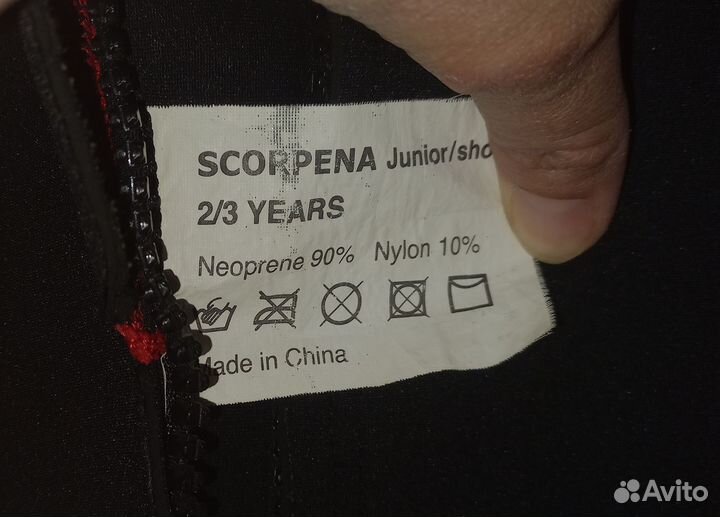 SCORPENA Junior/sho
2/3 YEARS
Neoprene 90% Nylon 10%
Made in China
Avito